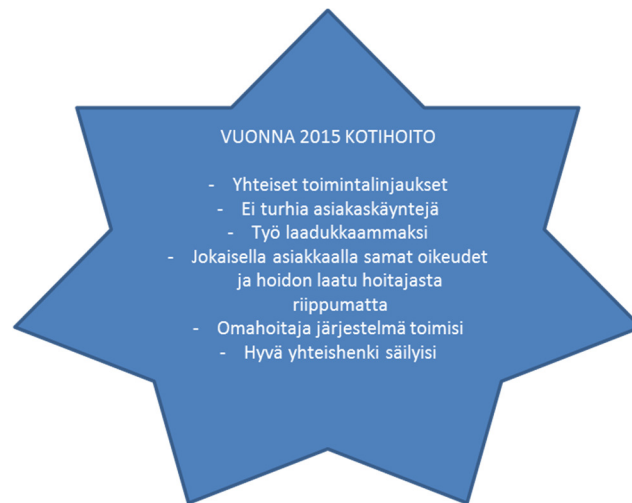 VUONNA 2015 KOTIHOITO
- Yhteiset toimintalinjaukset
- Ei turhia asiakaskäyntejä
- Työ laadukkaammaksi
- Jokaisella asiakkaalla samat oikeudet
ja hoidon laatu hoitajasta
riippumatta
- Omahoitaja järjestelmä toimisi
- Hyvä yhteishenki säilyisi